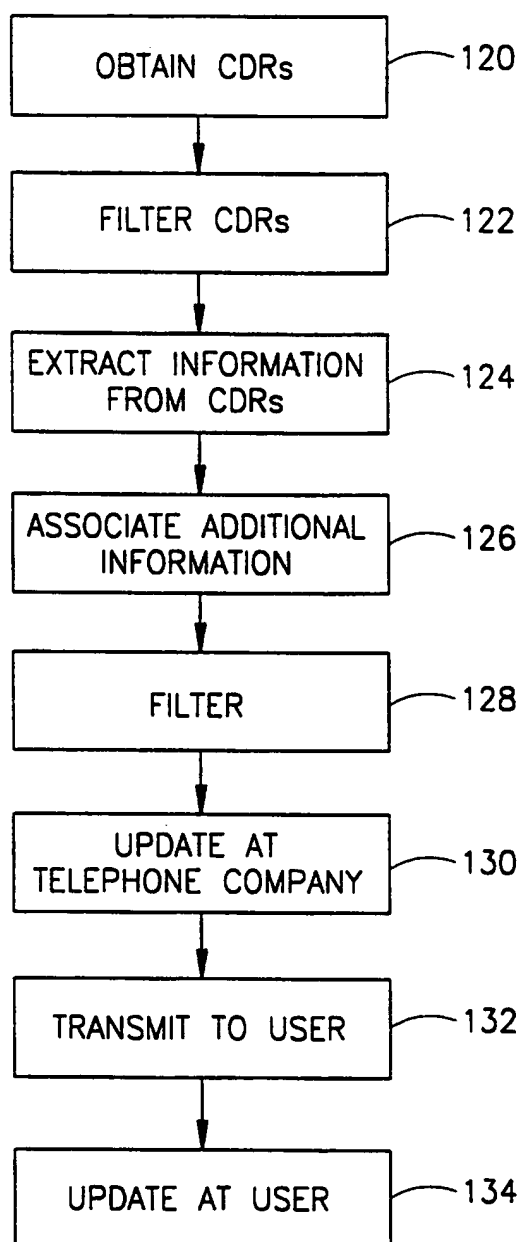 OBTAIN CDRs
120
FILTER CDRs
122
EXTRACT INFORMATION
FROM CDRs
124
ASSOCIATE ADDITIONAL
INFORMATION
126
FILTER
128
UPDATE AT
TELEPHONE COMPANY
130
TRANSMIT TO USER
132
UPDATE AT USER
134